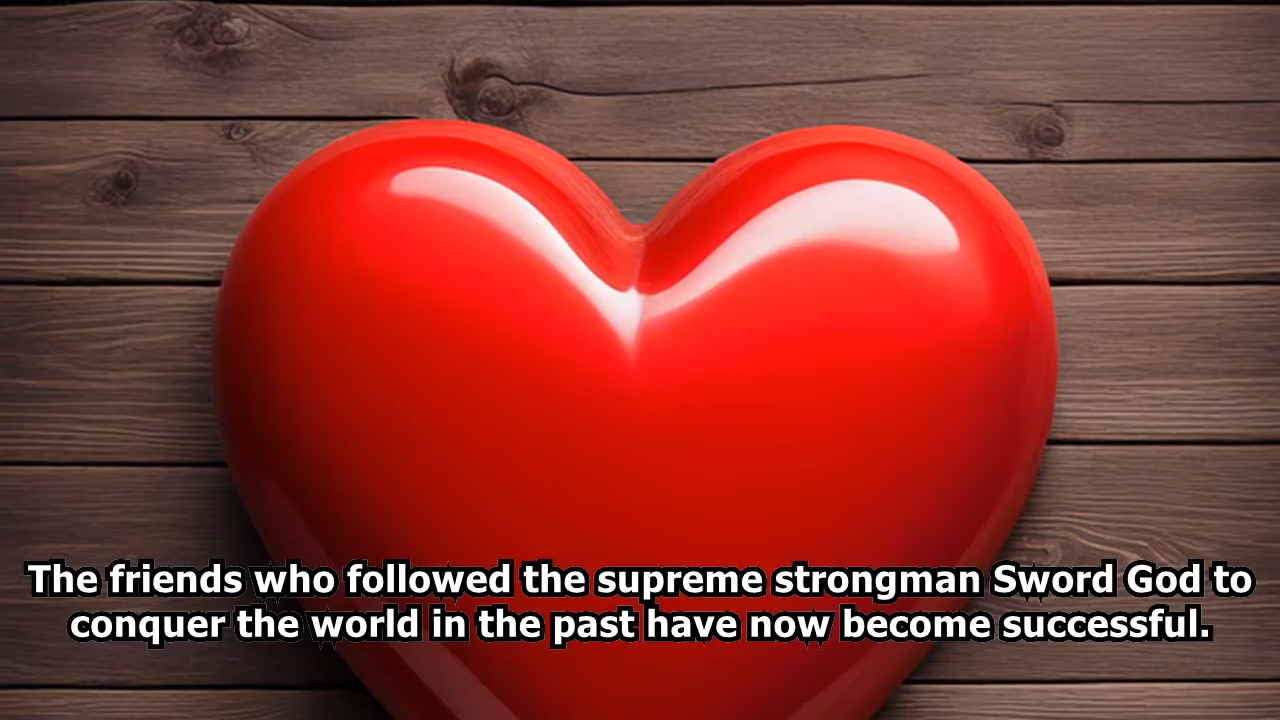 The friends who followed the supreme strongman Sword God to
conquer the world in the past have now become successful.